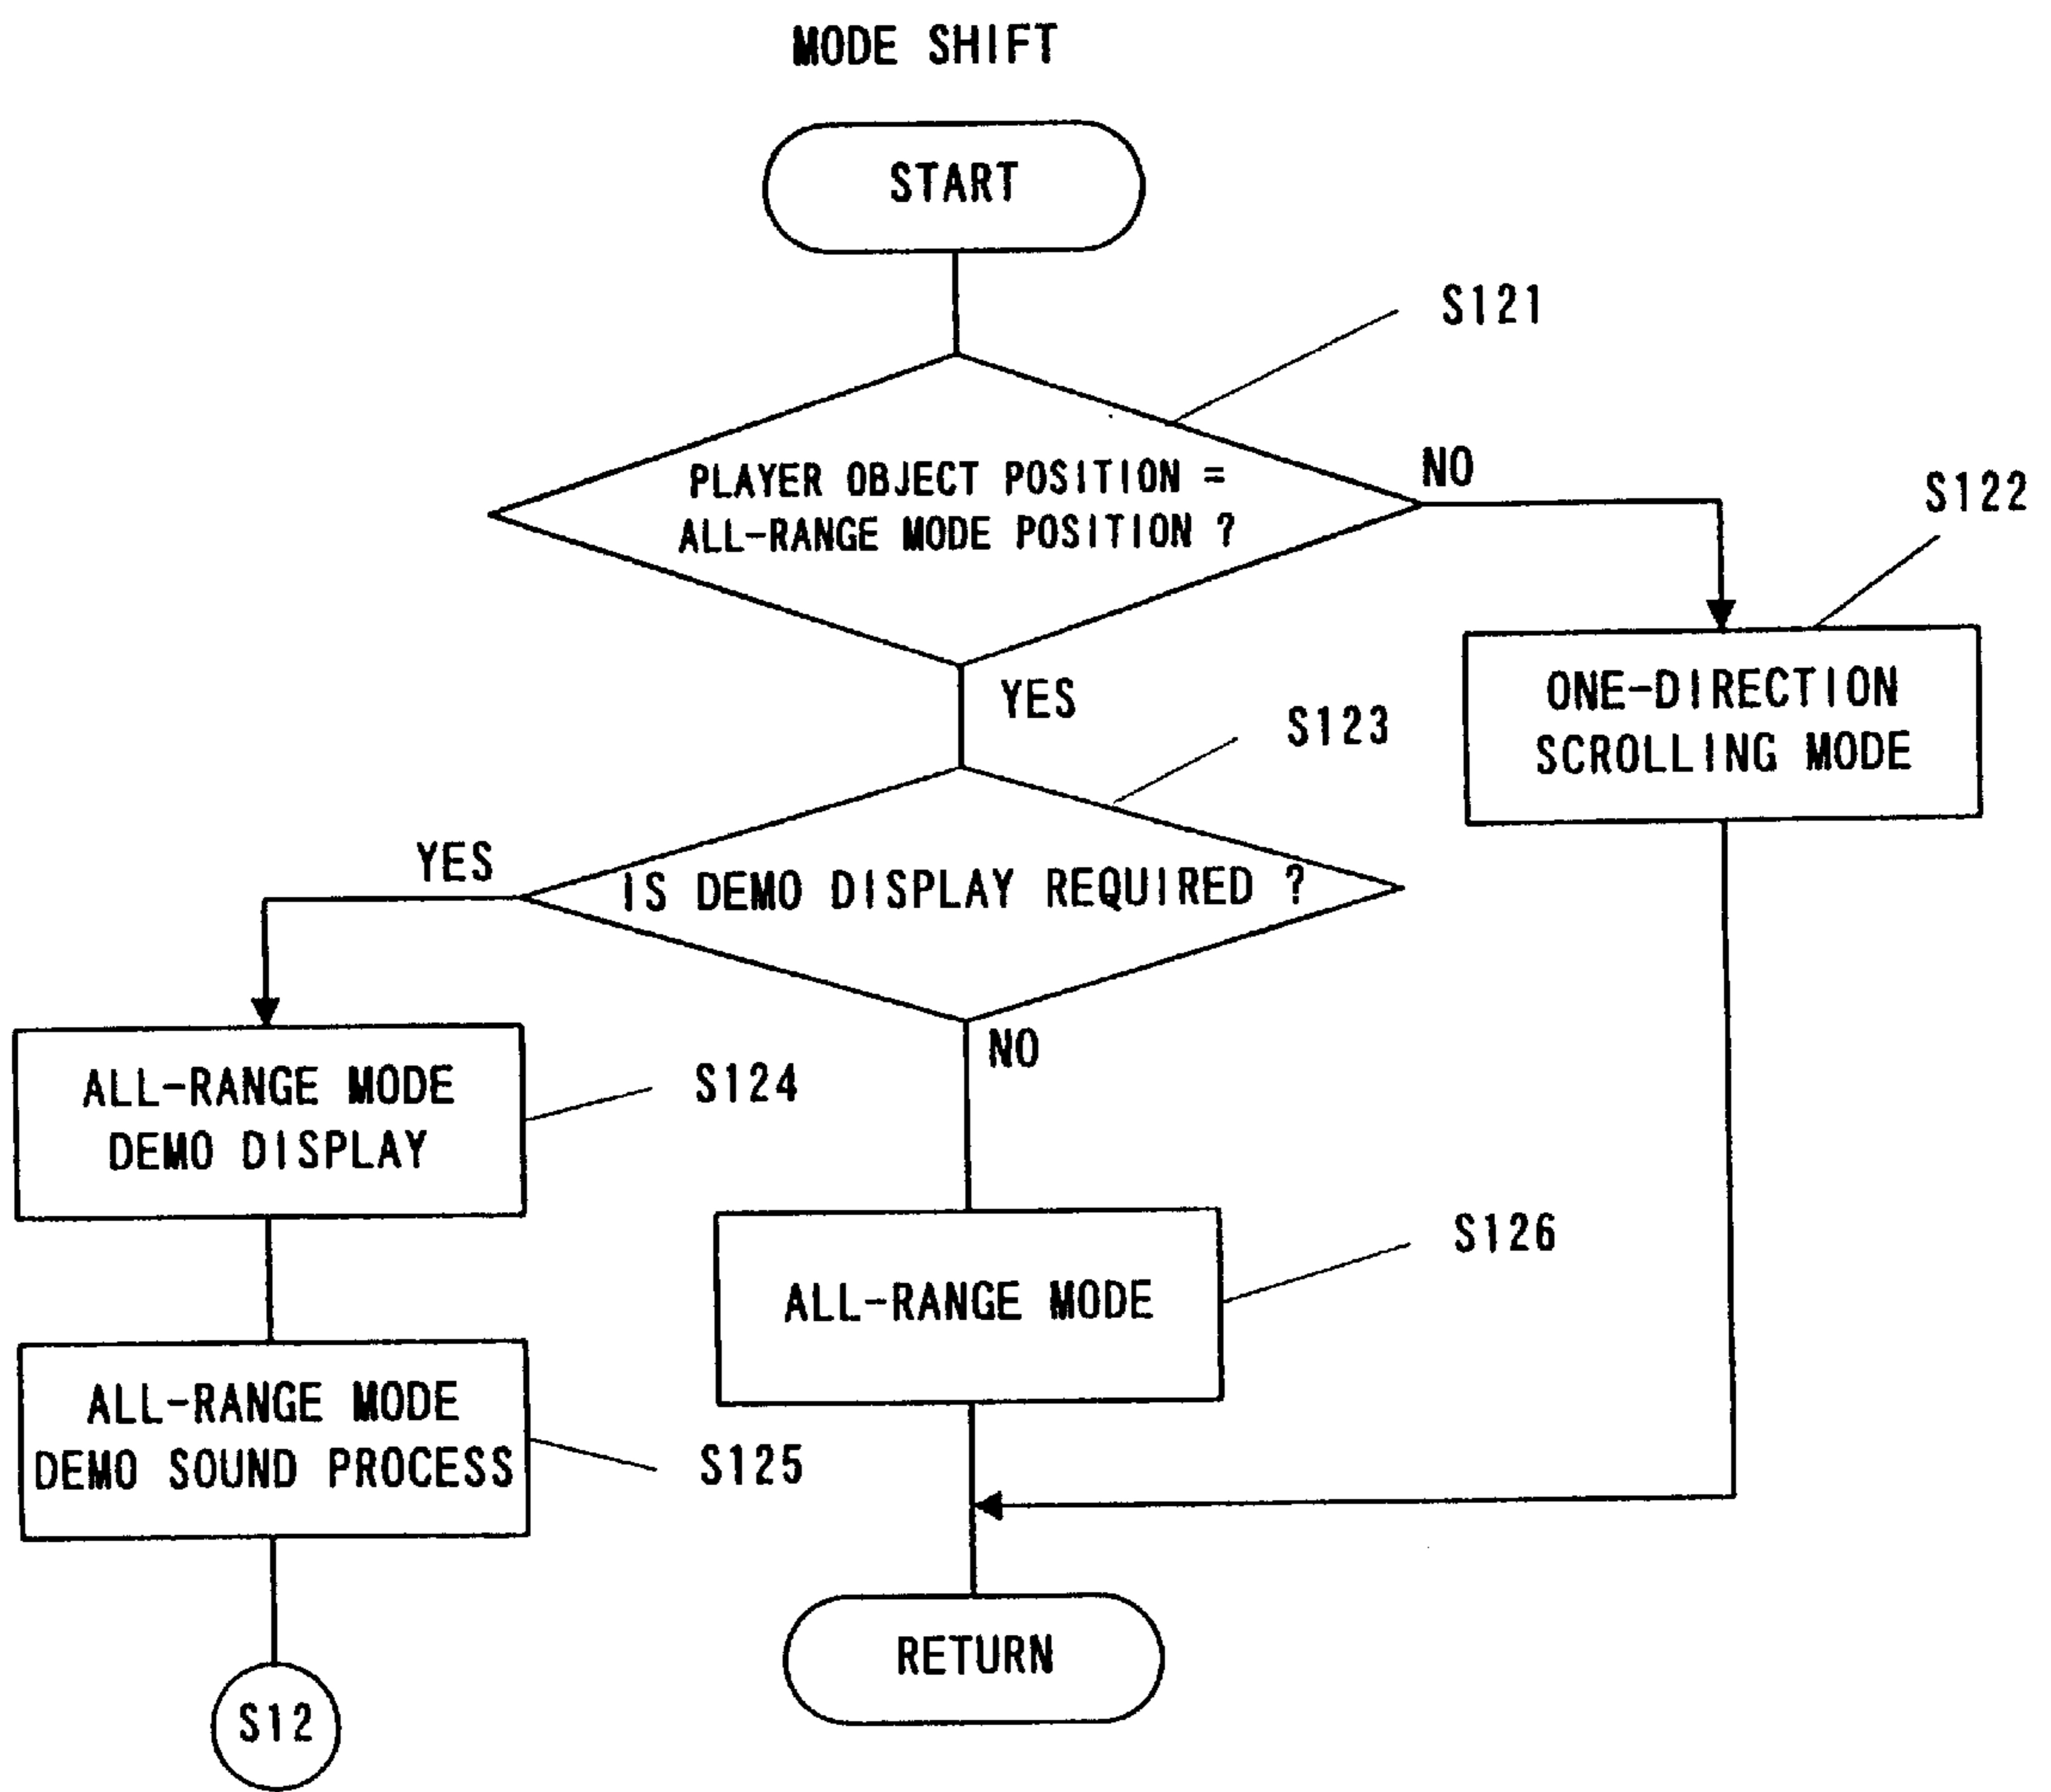 MODE SHIFT
START
S121
PLAYER OBJECT POSITION =
ALL-RANGE MODE POSITION ?
NO
S122
ONE-DIRECTION
SCROLLING MODE
YES
S123
IS DEMO DISPLAY REQUIRED ?
YES
NO
ALL-RANGE MODE
DEMO DISPLAY
S124
ALL-RANGE MODE
S126
ALL-RANGE MODE
DEMO SOUND PROCESS
S125
RETURN
S12